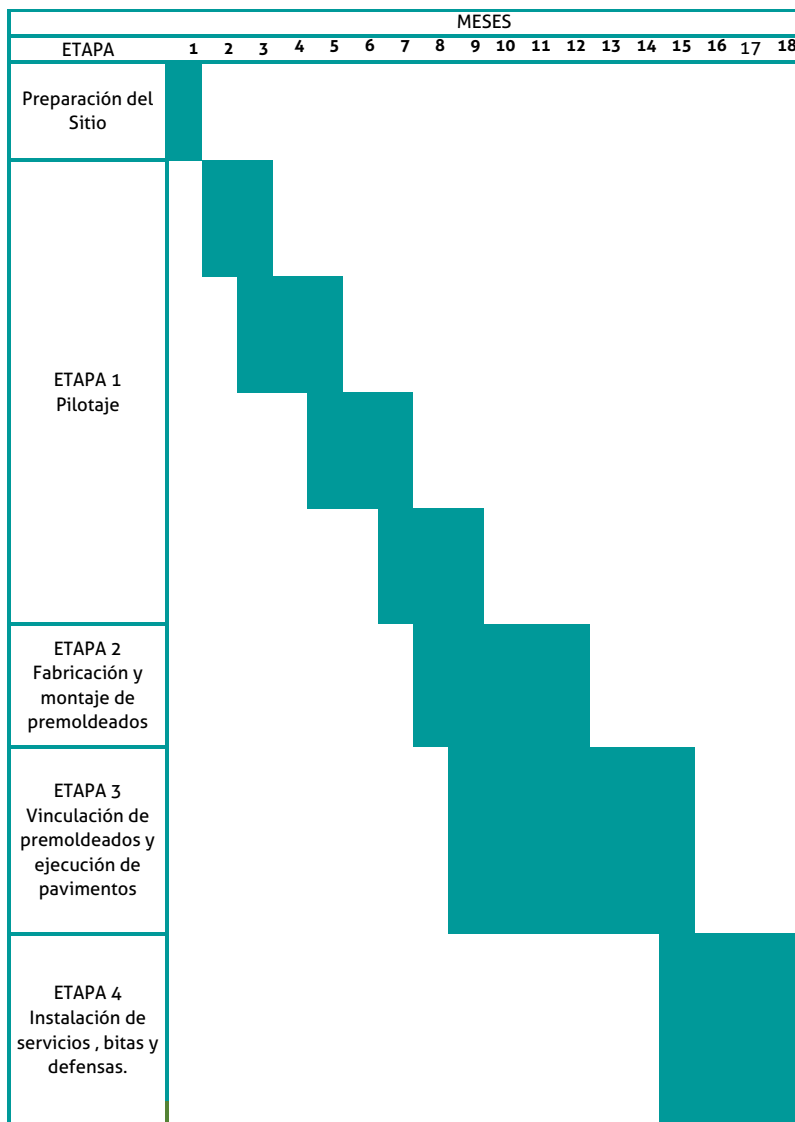 MESES
ETAPA 1 2 3 4 5 6 7 8 9 10 11 12 13 14 15 16 17 18
Preparación del
Sitio
ETAPA 1
Pilotaje
ETAPA 2
Fabricación y
montaje de
premoldeados
ETAPA 3
Vinculación de
premoldeados y
ejecución de
pavimentos
ETAPA 4
Instalación de
servicios , bitas y
defensas.